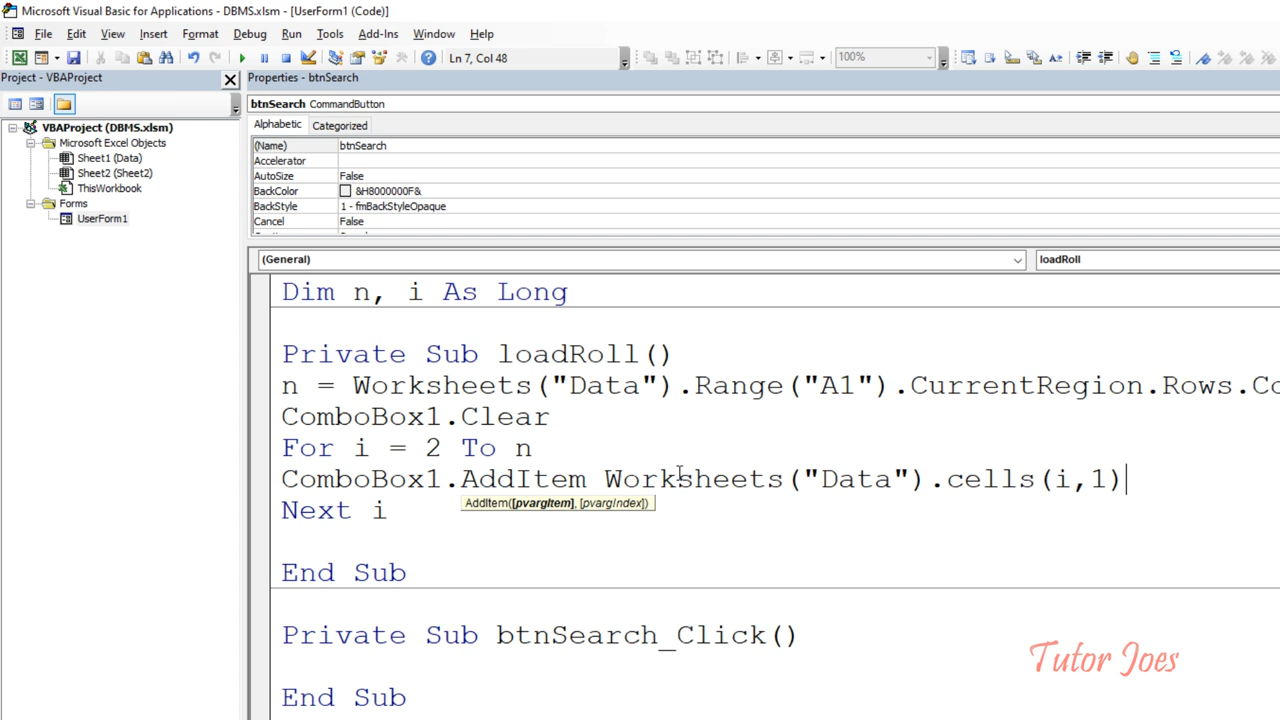 Microsoft Visual Basic for Applications - DBMS.xlsm - [UserForm1 (Code)]
File Edit View Insert Format Debug Run Tools Add-Ins Window Help
Ln 7, Col 48
100%
Project - VBAProject
Properties - btnSearch
btnSearch CommandButton
Alphabetic Categorized
(Name) btnSearch
Accelerator
AutoSize False
BackColor &H8000000F&
BackStyle 1 - fmBackStyleOpaque
Cancel False
VBAProject (DBMS.xlsm)
Microsoft Excel Objects
Sheet1 (Data)
Sheet2 (Sheet2)
ThisWorkbook
Forms
UserForm1
(General) loadRoll
Dim n, i As Long
Private Sub loadRoll()
n = Worksheets("Data").Range("A1").CurrentRegion.Rows.Co
ComboBox1.Clear
For i = 2 To n
ComboBox1.AddItem Worksheets("Data").cells(i,1)
AddItem([pvargItem], [pvargIndex])
Next i
End Sub
Private Sub btnSearch_Click()
End Sub
Tutor Joes